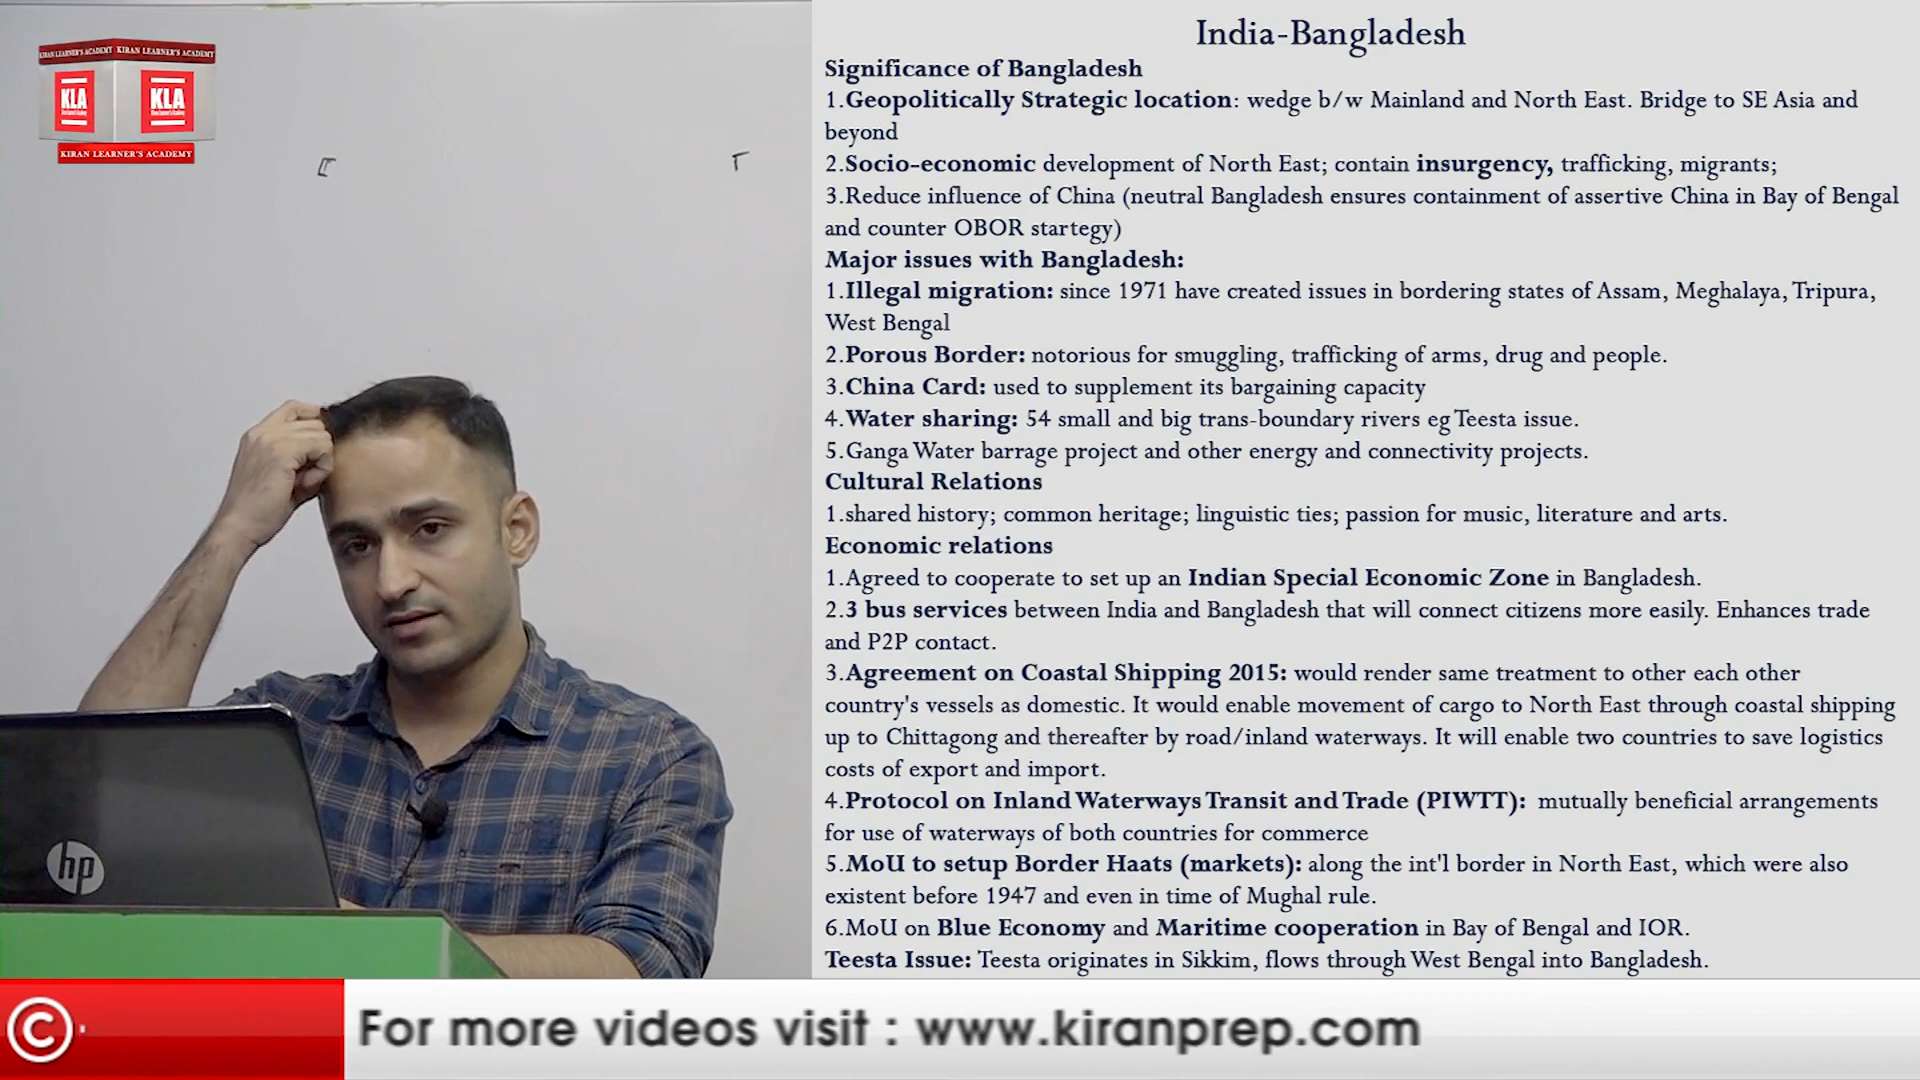 KIRAN LEARNER'S ACADEMY KIRAN LEARNER'S ACADEMY
KLA KLA
KIRAN LEARNER'S ACADEMY
India-Bangladesh
Significance of Bangladesh
1.Geopolitically Strategic location: wedge b/w Mainland and North East. Bridge to SE Asia and
beyond
2.Socio-economic development of North East; contain insurgency, trafficking, migrants;
3.Reduce influence of China (neutral Bangladesh ensures containment of assertive China in Bay of Bengal
and counter OBOR startegy)
Major issues with Bangladesh:
1.Illegal migration: since 1971 have created issues in bordering states of Assam, Meghalaya, Tripura,
West Bengal
2.Porous Border: notorious for smuggling, trafficking of arms, drug and people.
3.China Card: used to supplement its bargaining capacity
4.Water sharing: 54 small and big trans-boundary rivers eg Teesta issue.
5.Ganga Water barrage project and other energy and connectivity projects.
Cultural Relations
1.shared history; common heritage; linguistic ties; passion for music, literature and arts.
Economic relations
1.Agreed to cooperate to set up an Indian Special Economic Zone in Bangladesh.
2.3 bus services between India and Bangladesh that will connect citizens more easily. Enhances trade
and P2P contact.
3.Agreement on Coastal Shipping 2015: would render same treatment to other each other
country's vessels as domestic. It would enable movement of cargo to North East through coastal shipping
up to Chittagong and thereafter by road/inland waterways. It will enable two countries to save logistics
costs of export and import.
4.Protocol on Inland Waterways Transit and Trade (PIWTT): mutually beneficial arrangements
for use of waterways of both countries for commerce
5.MoU to setup Border Haats (markets): along the int'l border in North East, which were also
existent before 1947 and even in time of Mughal rule.
6.MoU on Blue Economy and Maritime cooperation in Bay of Bengal and IOR.
Teesta Issue: Teesta originates in Sikkim, flows through West Bengal into Bangladesh.
hp
© For more videos visit : www.kiranprep.com